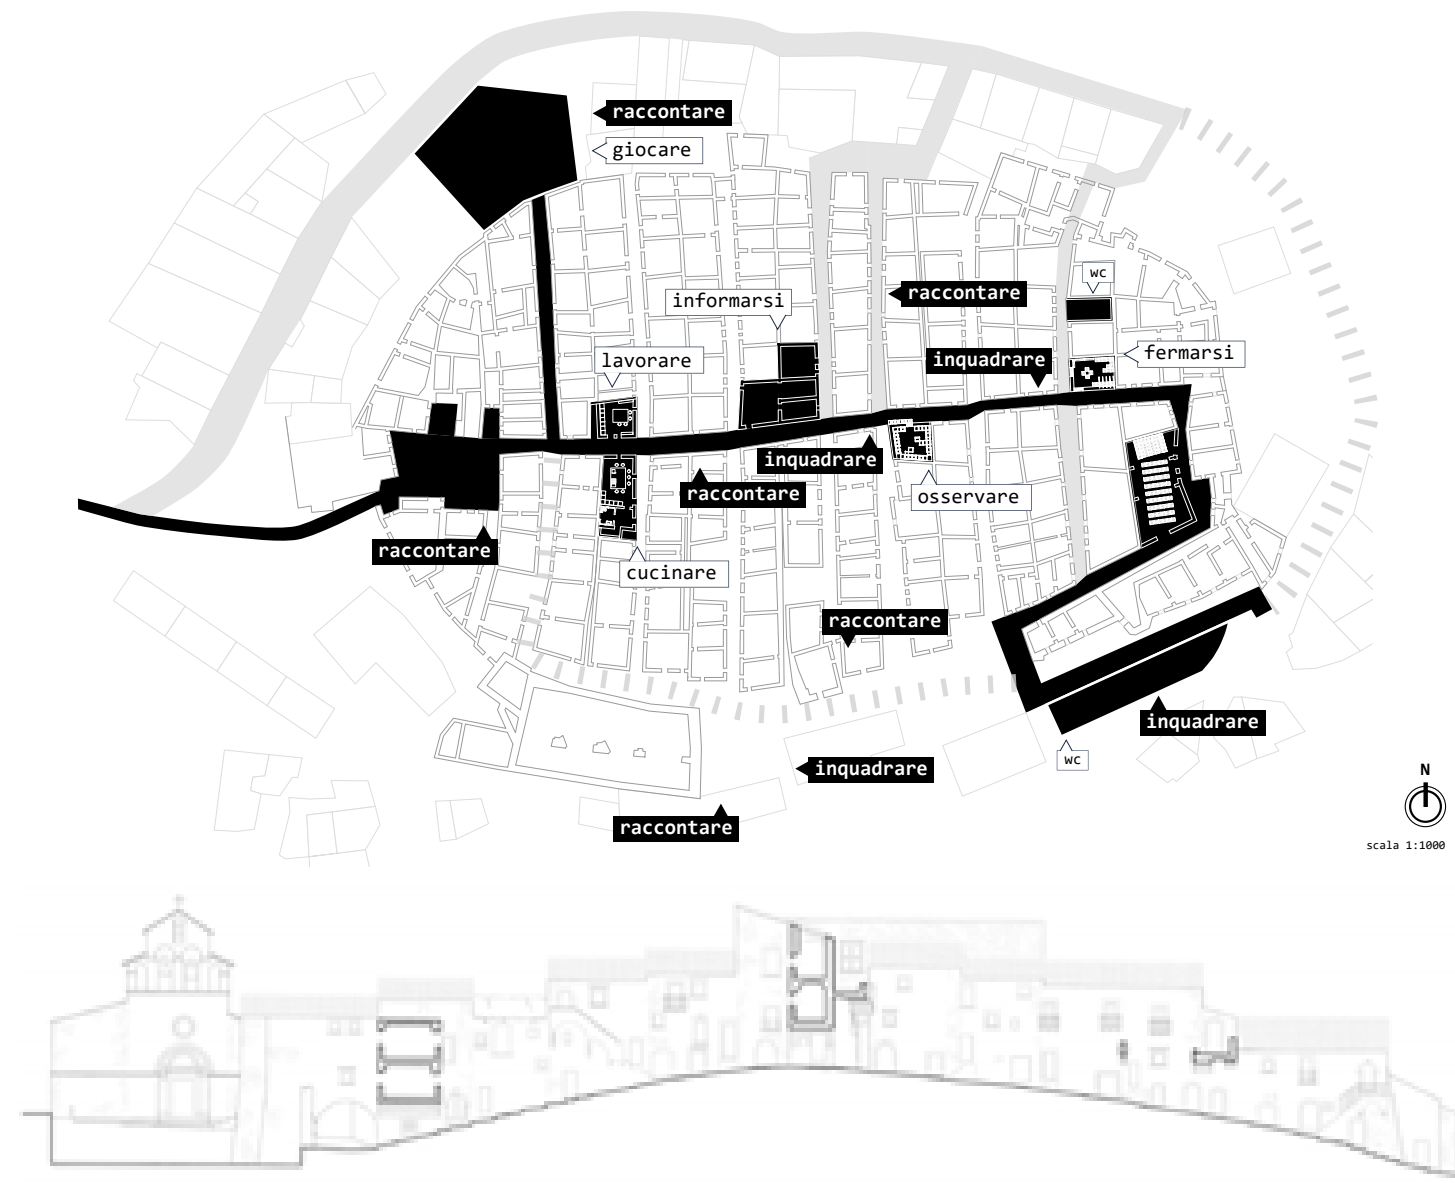 raccontare
giocare
wc
informarsi
raccontare
lavorare
inquadrare
fermarsi
inquadrare
raccontare
osservare
raccontare
cucinare
raccontare
inquadrare
wc
inquadrare
N
raccontare
scala 1:1000